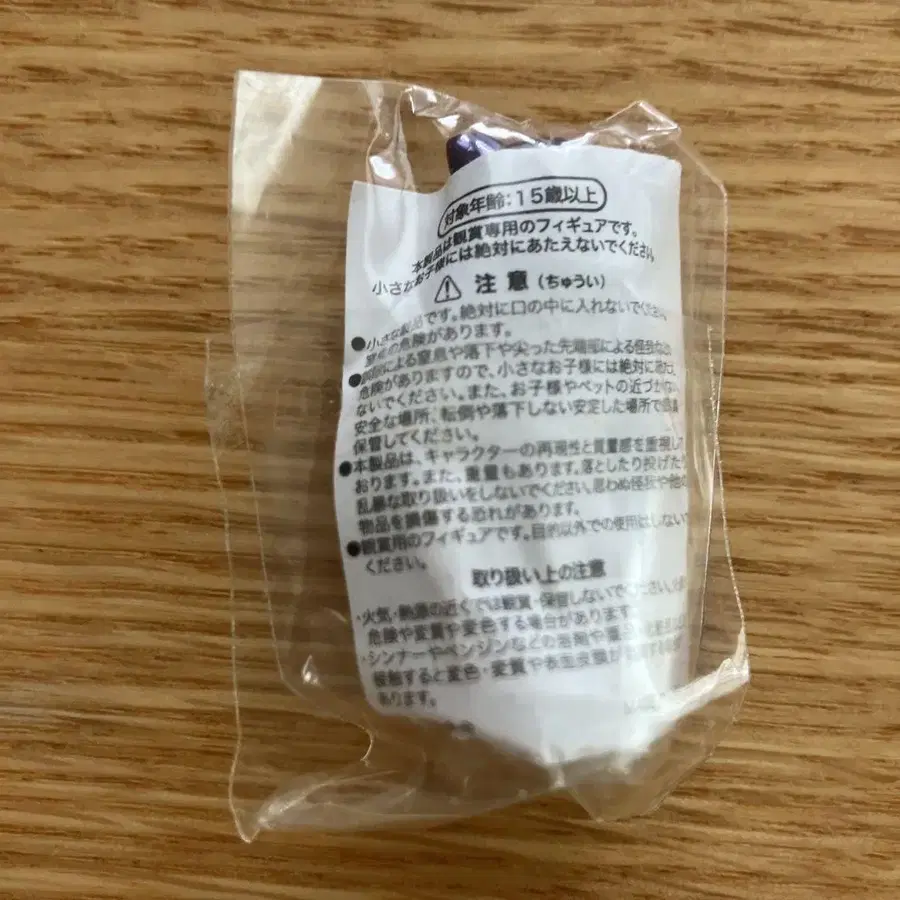 対象年齢:15歳以上
本製品は観賞専用のフィギュアです。
小さなお子様には絶対にあたえないでください。
注意(ちゅうい)
●小さな製品です。絶対に口の中に入れないでください。
窒息の危険があります。
●誤飲による窒息や落下や尖った先端部による怪我などの
危険がありますので、小さなお子様には絶対に
ないでください。また、お子様やペットの近づかない
安全な場所、転倒や落下しない安定した場所で
保管してください。
●本製品は、キャラクターの再現性と質量感を重視して
おります。また、重量もあります。落としたり投げたり
乱暴な取り扱いをしないでください。思わぬ怪我や他の
物品を損傷する恐れがあります。
●観賞用のフィギュアです。目的以外での使用はしないで
ください。
取り扱い上の注意
・火気・熱源の近くでは観賞・保管しないでください。
危険や変質や変色する場合があります。
・シンナーやベンジンなどの溶剤や
接触すると変色・変質や
あります。